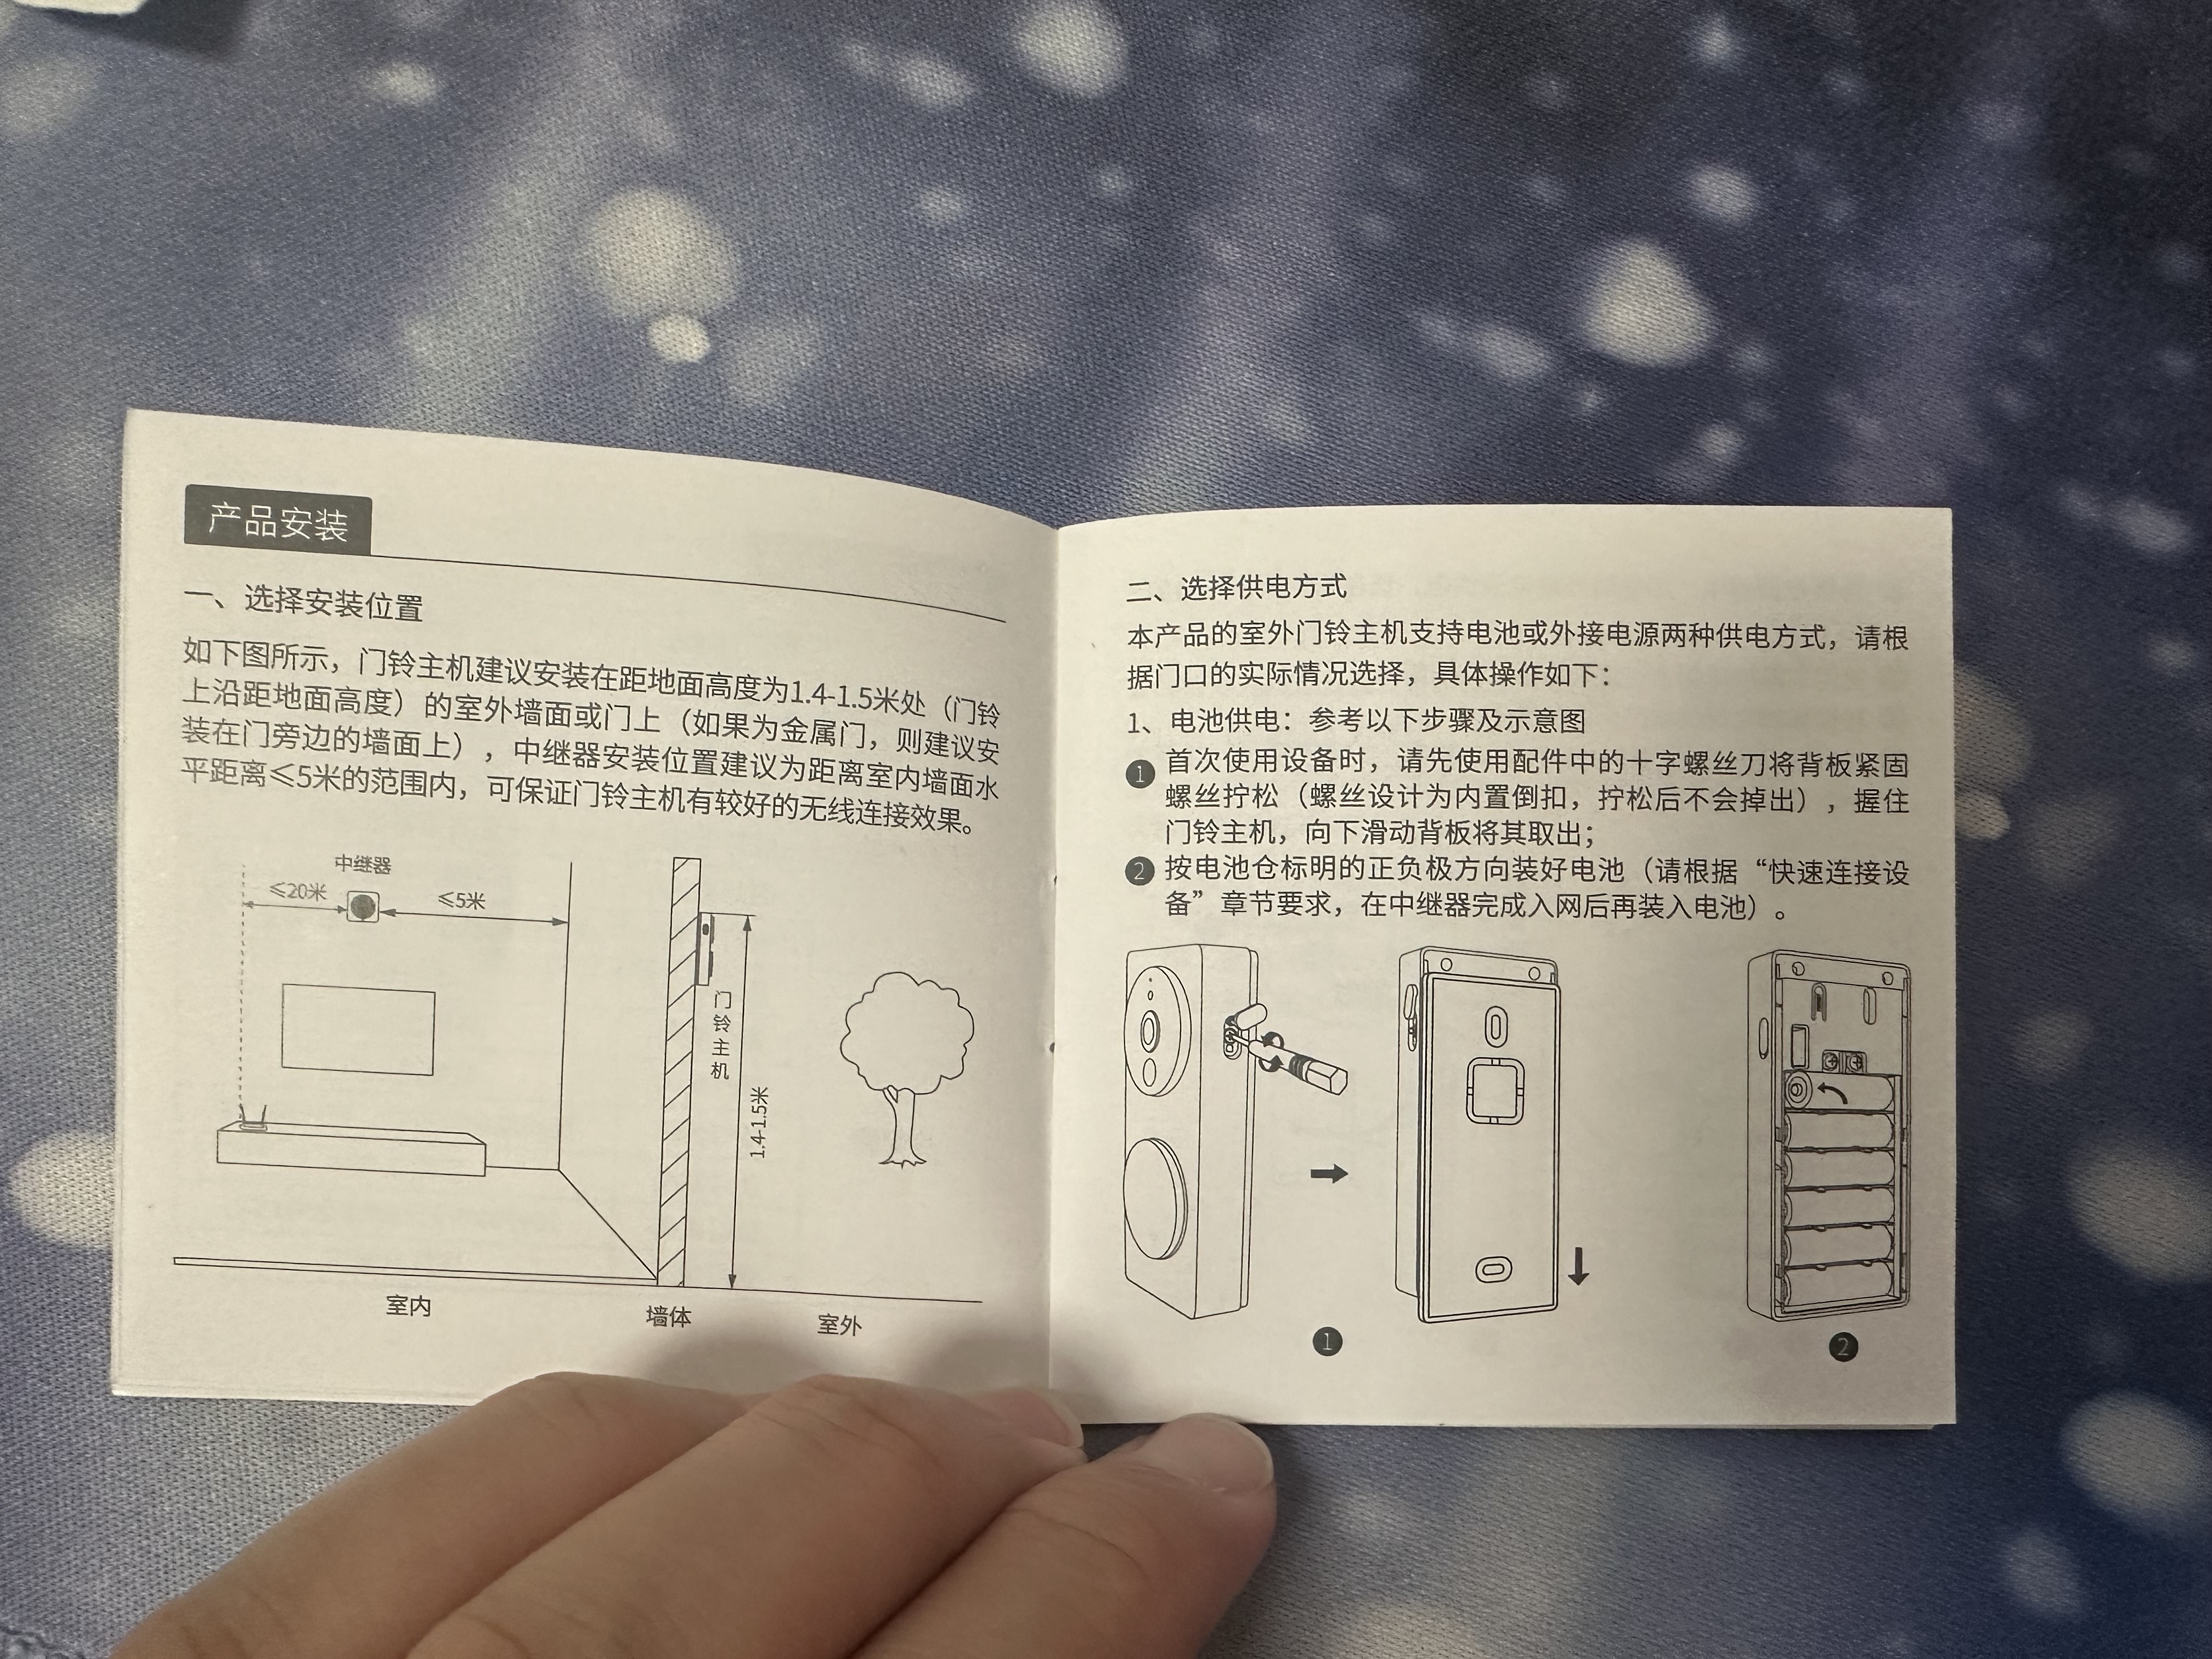 产品安装
一、选择安装位置
如下图所示，门铃主机建议安装在距地面高度为1.4-1.5米处（门铃
上沿距地面高度）的室外墙面或门上（如果为金属门，则建议安
装在门旁边的墙面上），中继器安装位置建议为距离室内墙面水
平距离≤5米的范围内，可保证门铃主机有较好的无线连接效果。
中继器
≤20米
≤5米
门
铃
主
机
1.4-1.5米
室内
墙体
室外
二、选择供电方式
本产品的室外门铃主机支持电池或外接电源两种供电方式，请根
据门口的实际情况选择，具体操作如下：
1、电池供电：参考以下步骤及示意图
1 首次使用设备时，请先使用配件中的十字螺丝刀将背板紧固
螺丝拧松（螺丝设计为内置倒扣，拧松后不会掉出），握住
门铃主机，向下滑动背板将其取出；
2 按电池仓标明的正负极方向装好电池（请根据“快速连接设
备”章节要求，在中继器完成入网后再装入电池）。
1
2